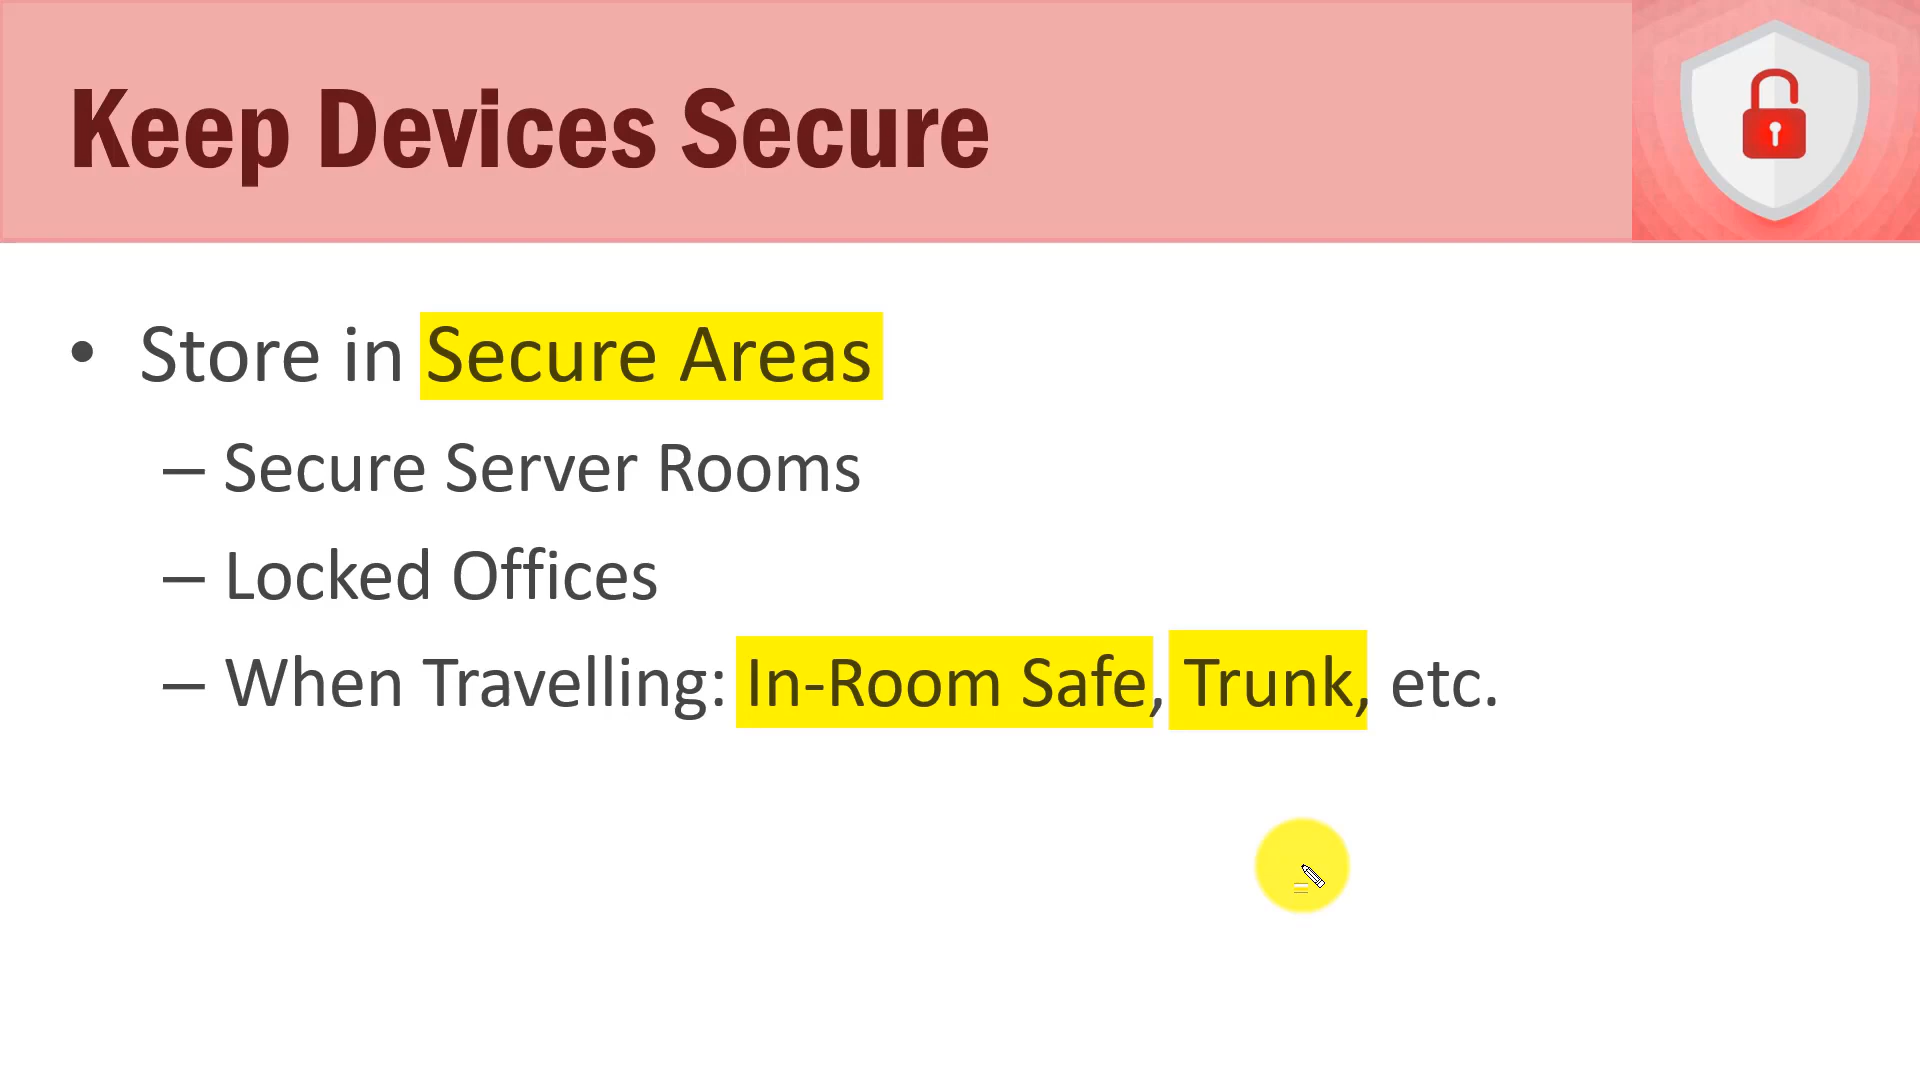 Keep Devices Secure
• Store in Secure Areas
– Secure Server Rooms
– Locked Offices
– When Travelling: In-Room Safe, Trunk, etc.